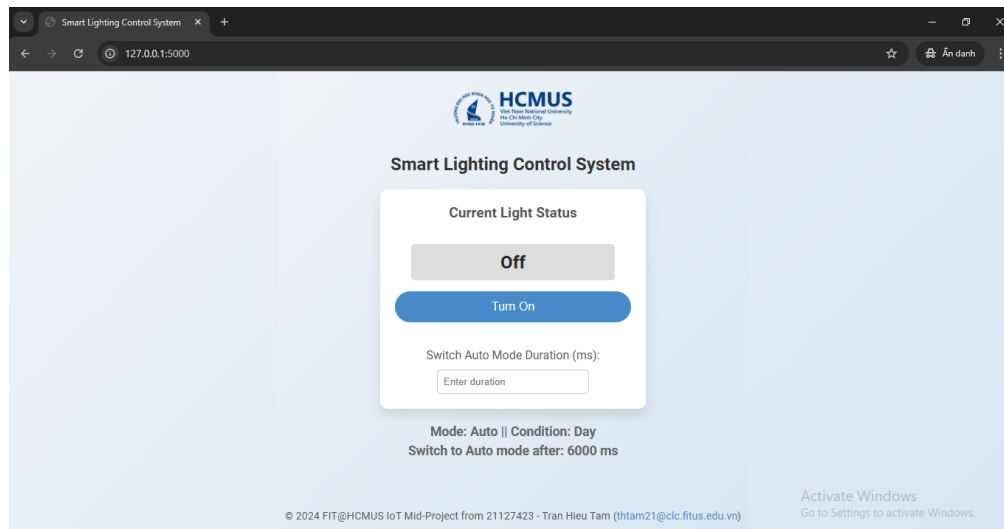 Smart Lighting Control System
127.0.0.1:5000
Ẩn danh
HCMUS
Viet Nam National University
Ho Chi Minh City
University of Science
Smart Lighting Control System
Current Light Status
Off
Turn On
Switch Auto Mode Duration (ms):
Enter duration
Mode: Auto || Condition: Day
Switch to Auto mode after: 6000 ms
Activate Windows
Go to Settings to activate Windows.
© 2024 FIT@HCMUS IoT Mid-Project from 21127423 - Tran Hieu Tam (thtam21@clc.fitus.edu.vn)